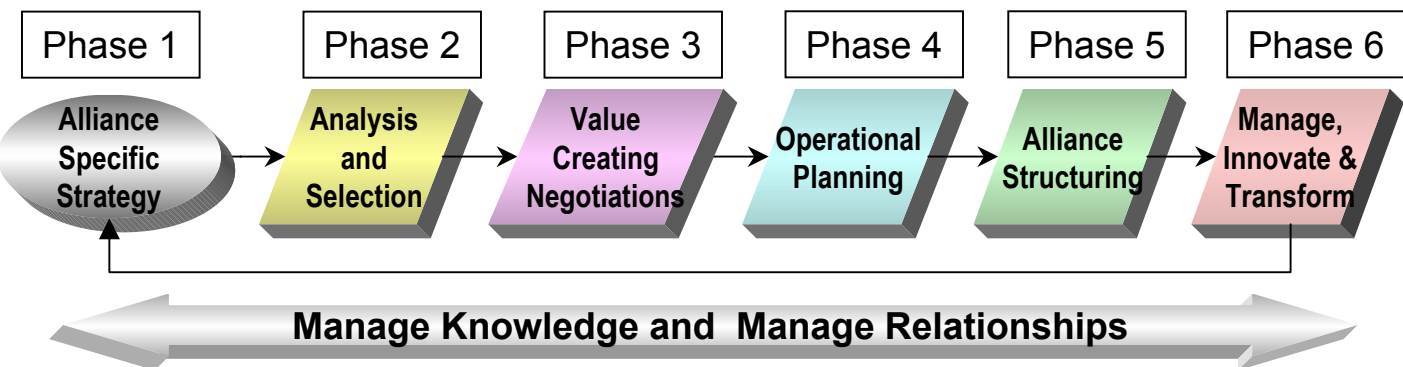 Phase 1
Phase 2
Phase 3
Phase 4
Phase 5
Phase 6
Alliance
Specific
Strategy
Analysis
and
Selection
Value
Creating
Negotiations
Operational
Planning
Alliance
Structuring
Manage,
Innovate &
Transform
Manage Knowledge and Manage Relationships